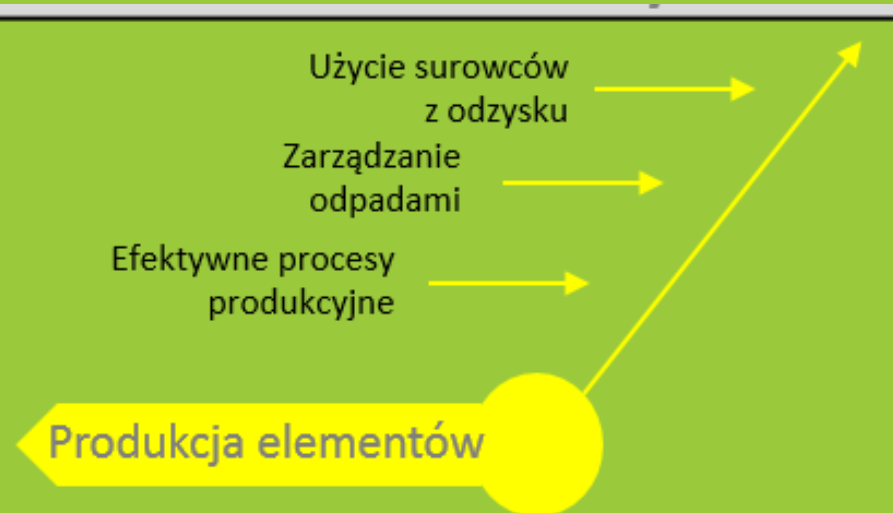 Użycie surowców
z odzysku
Zarządzanie
odpadami
Efektywne procesy
produkcyjne
Produkcja elementów